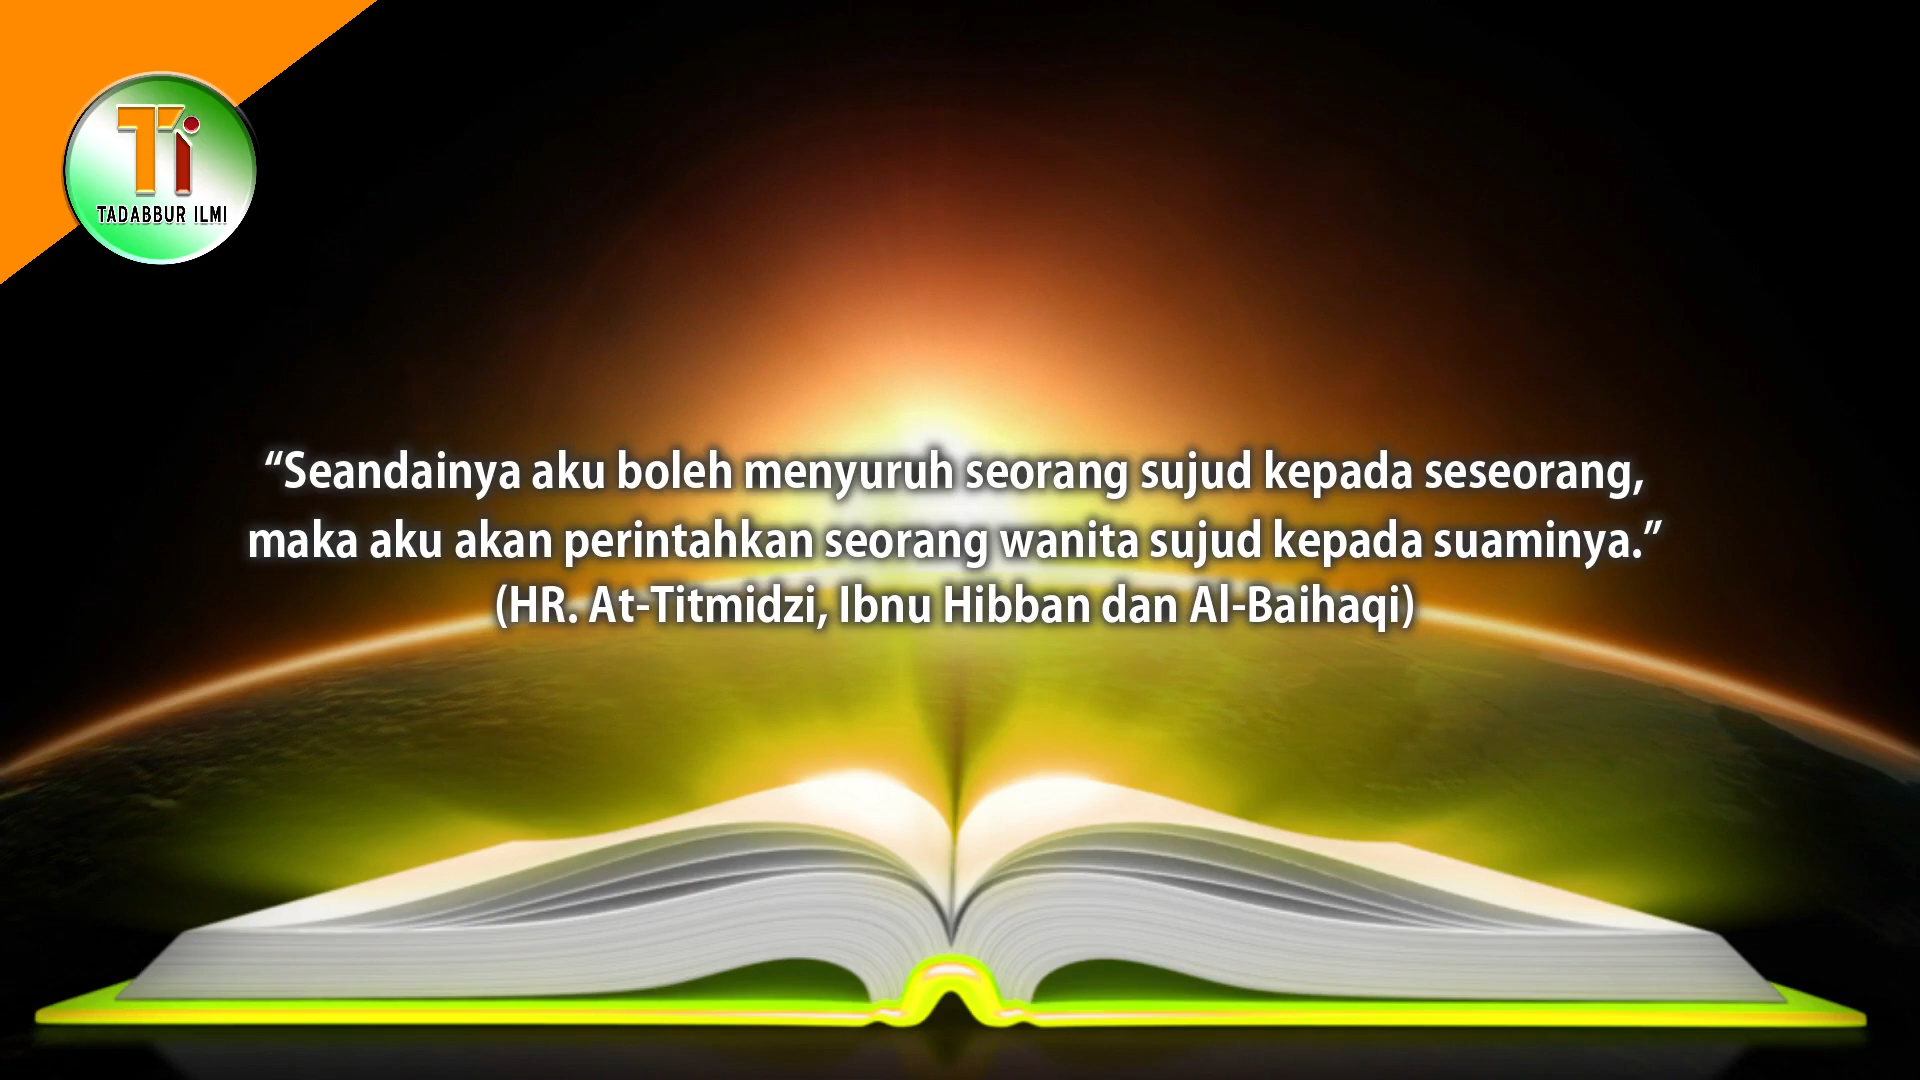 Ti
TADABBUR ILMI
“Seandainya aku boleh menyuruh seorang sujud kepada seseorang,
maka aku akan perintahkan seorang wanita sujud kepada suaminya.”
(HR. At-Titmidzi, Ibnu Hibban dan Al-Baihaqi)